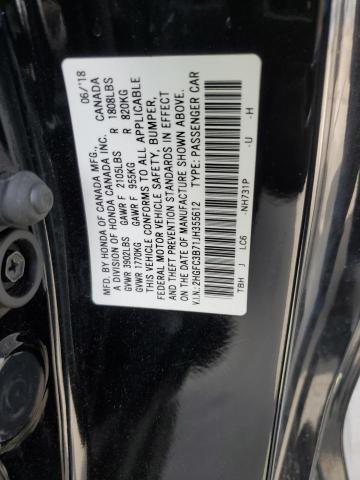 MFD. BY HONDA OF CANADA MFG., 06/'18
A DIVISION OF HONDA CANADA INC. CANADA
GVWR 3902LBS GAWR F 2105LBS R 1808LBS
GVWR 1770KG GAWR F 955KG R 820KG
THIS VEHICLE CONFORMS TO ALL APPLICABLE
FEDERAL MOTOR VEHICLE SAFETY, BUMPER,
AND THEFT PREVENTION STANDARDS IN EFFECT
ON THE DATE OF MANUFACTURE SHOWN ABOVE.
V.I.N.:2HGFC3B71JH355612 TYPE:PASSENGER CAR
NH731P -U -H
TBH J LC6